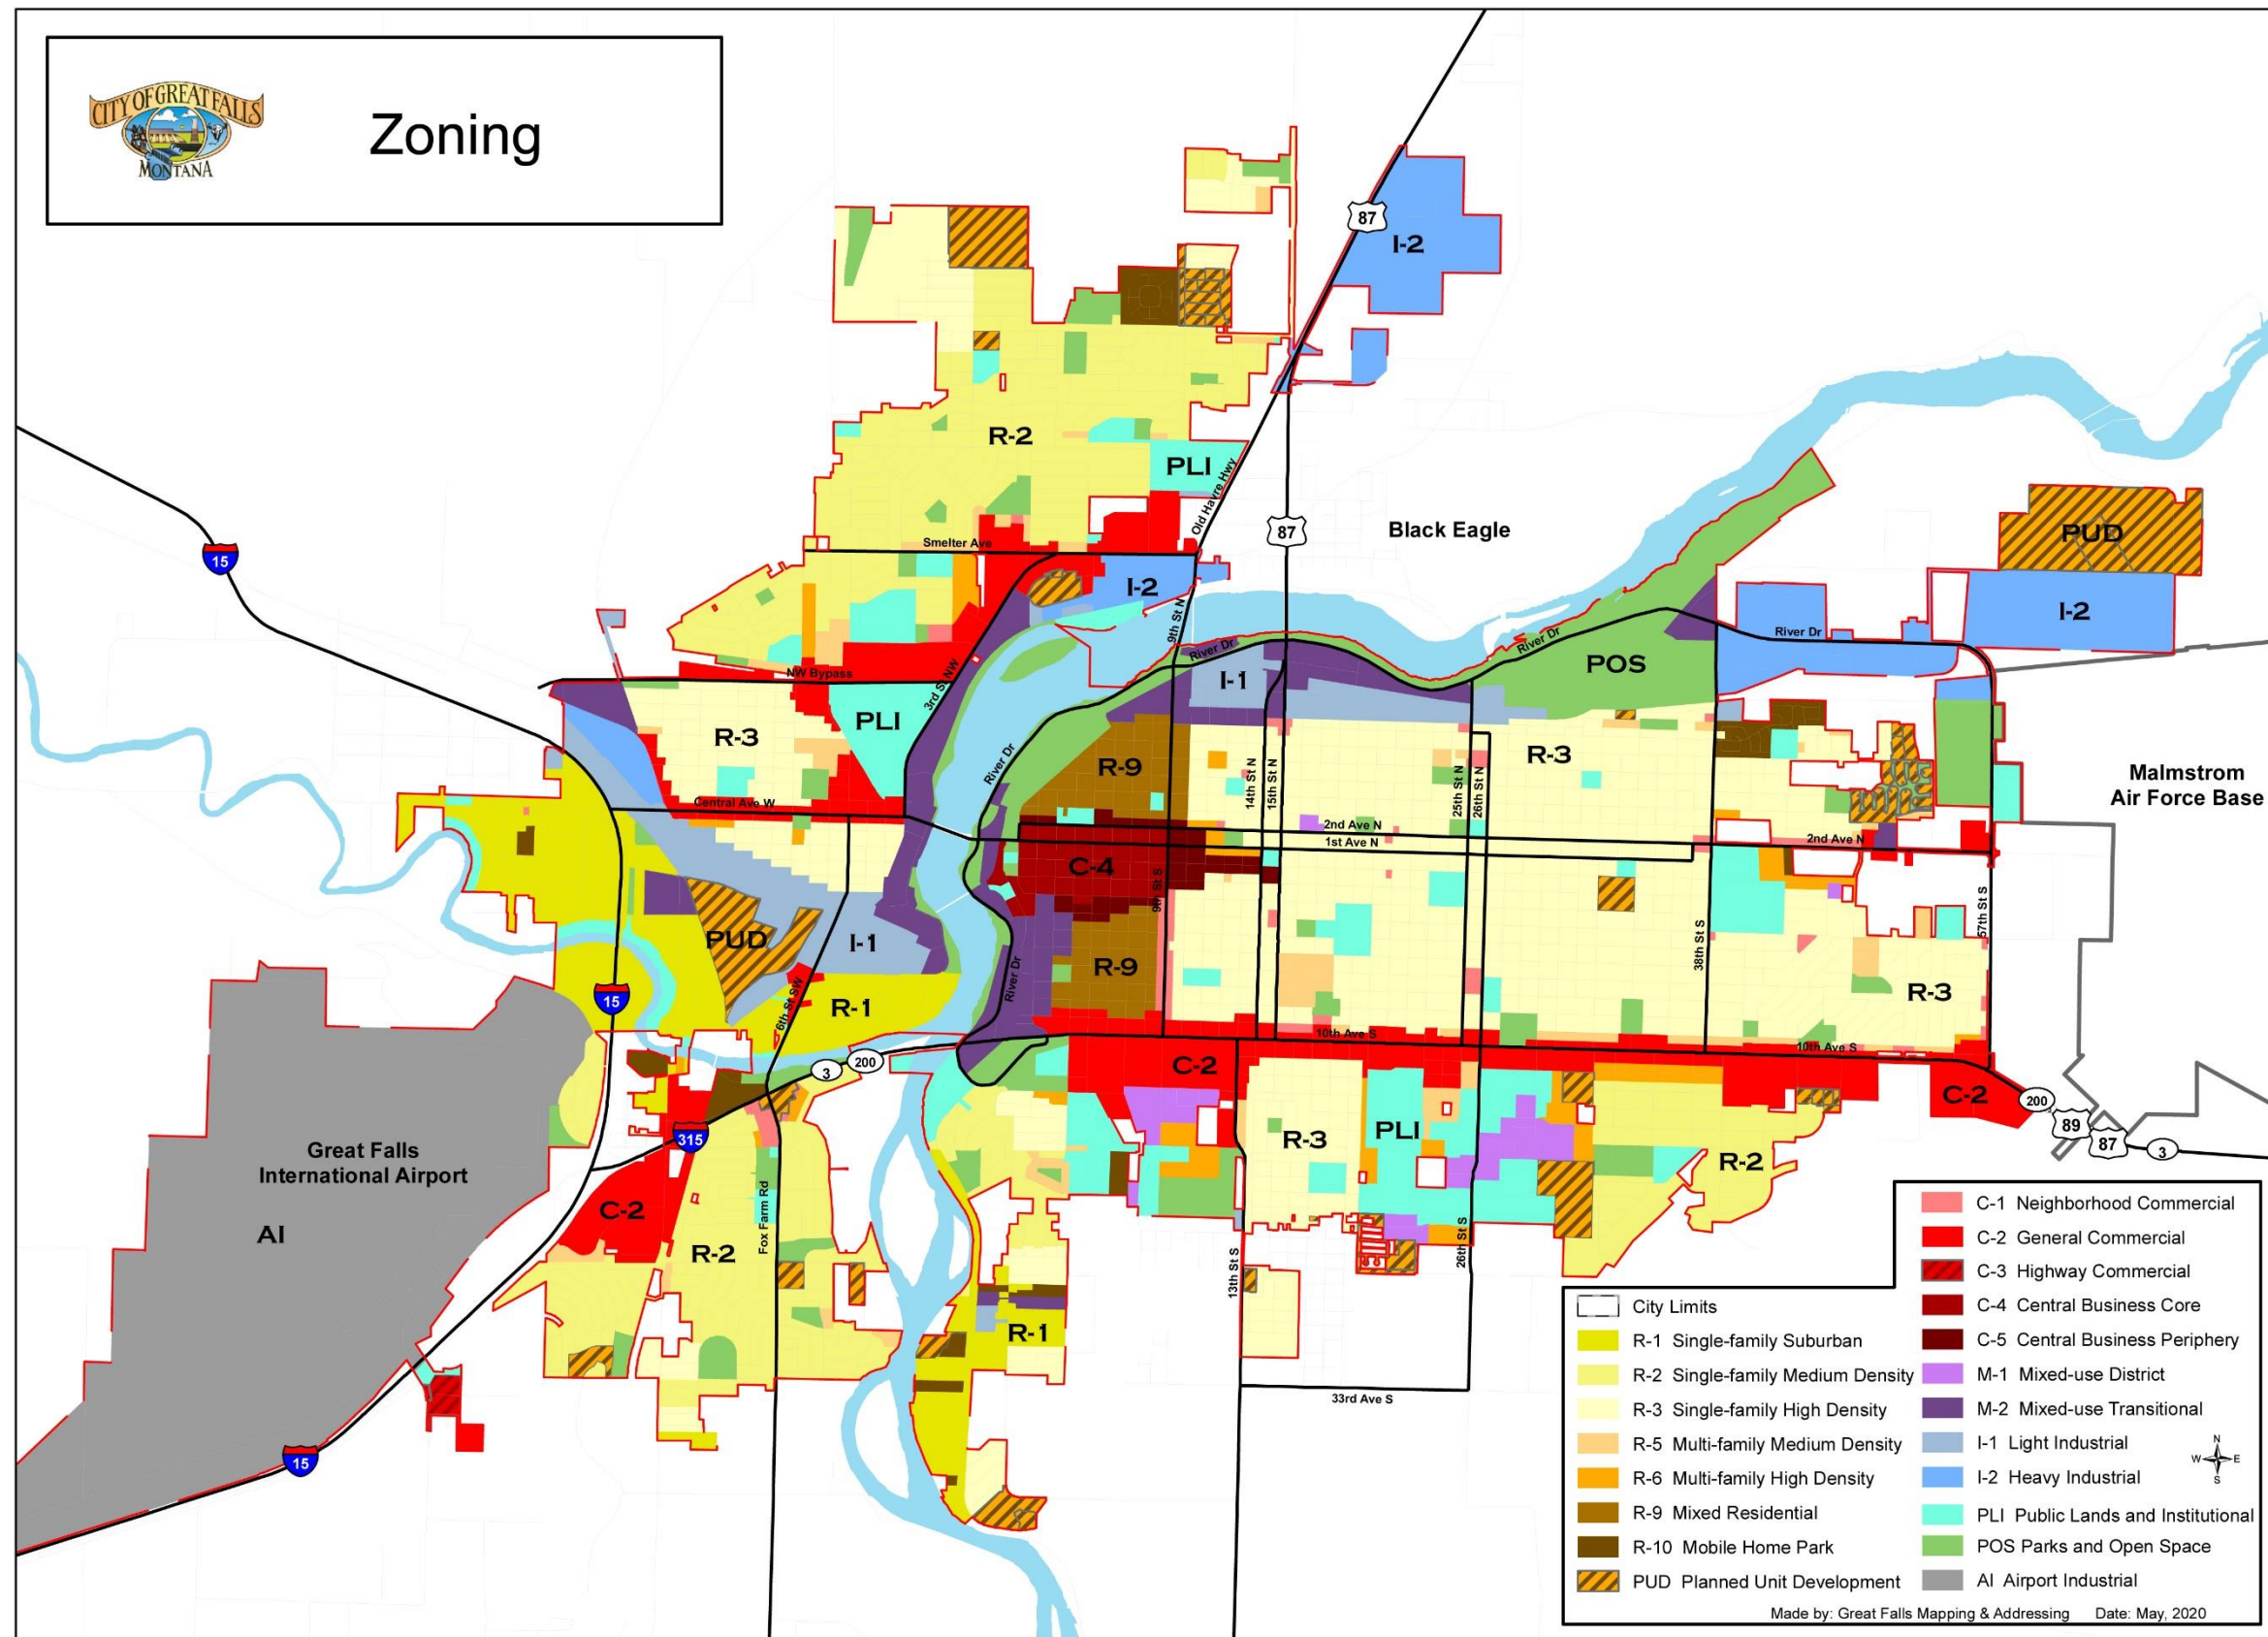 CITY OF GREAT FALLS
MONTANA
Zoning
87
I-2
R-2
PLI
Old Havre Hwy
87
Black Eagle
15
Smelter Ave
PUD
I-2
I-2
9th St N
River Dr
River Dr
River Dr
POS
NW Bypass
3rd St NW
I-1
R-3
PLI
River Dr
R-9
14th St N
15th St N
25th St N
26th St N
R-3
Malmstrom
Air Force Base
Central Ave W
2nd Ave N
1st Ave N
2nd Ave N
C-4
9th St S
PUD
I-1
R-9
River Dr
38th St S
57th St S
R-3
15
6th St SW
R-1
10th Ave S
10th Ave S
3
200
C-2
C-2
200
89
87
3
315
R-3
PLI
R-2
Great Falls
International Airport
AI
C-2
R-2
Fox Farm Rd
13th St S
26th St S
R-1
33rd Ave S
15
City Limits
R-1 Single-family Suburban
R-2 Single-family Medium Density
R-3 Single-family High Density
R-5 Multi-family Medium Density
R-6 Multi-family High Density
R-9 Mixed Residential
R-10 Mobile Home Park
PUD Planned Unit Development
C-1 Neighborhood Commercial
C-2 General Commercial
C-3 Highway Commercial
C-4 Central Business Core
C-5 Central Business Periphery
M-1 Mixed-use District
M-2 Mixed-use Transitional
I-1 Light Industrial
I-2 Heavy Industrial
PLI Public Lands and Institutional
POS Parks and Open Space
AI Airport Industrial
N
W E
S
Made by: Great Falls Mapping & Addressing Date: May, 2020